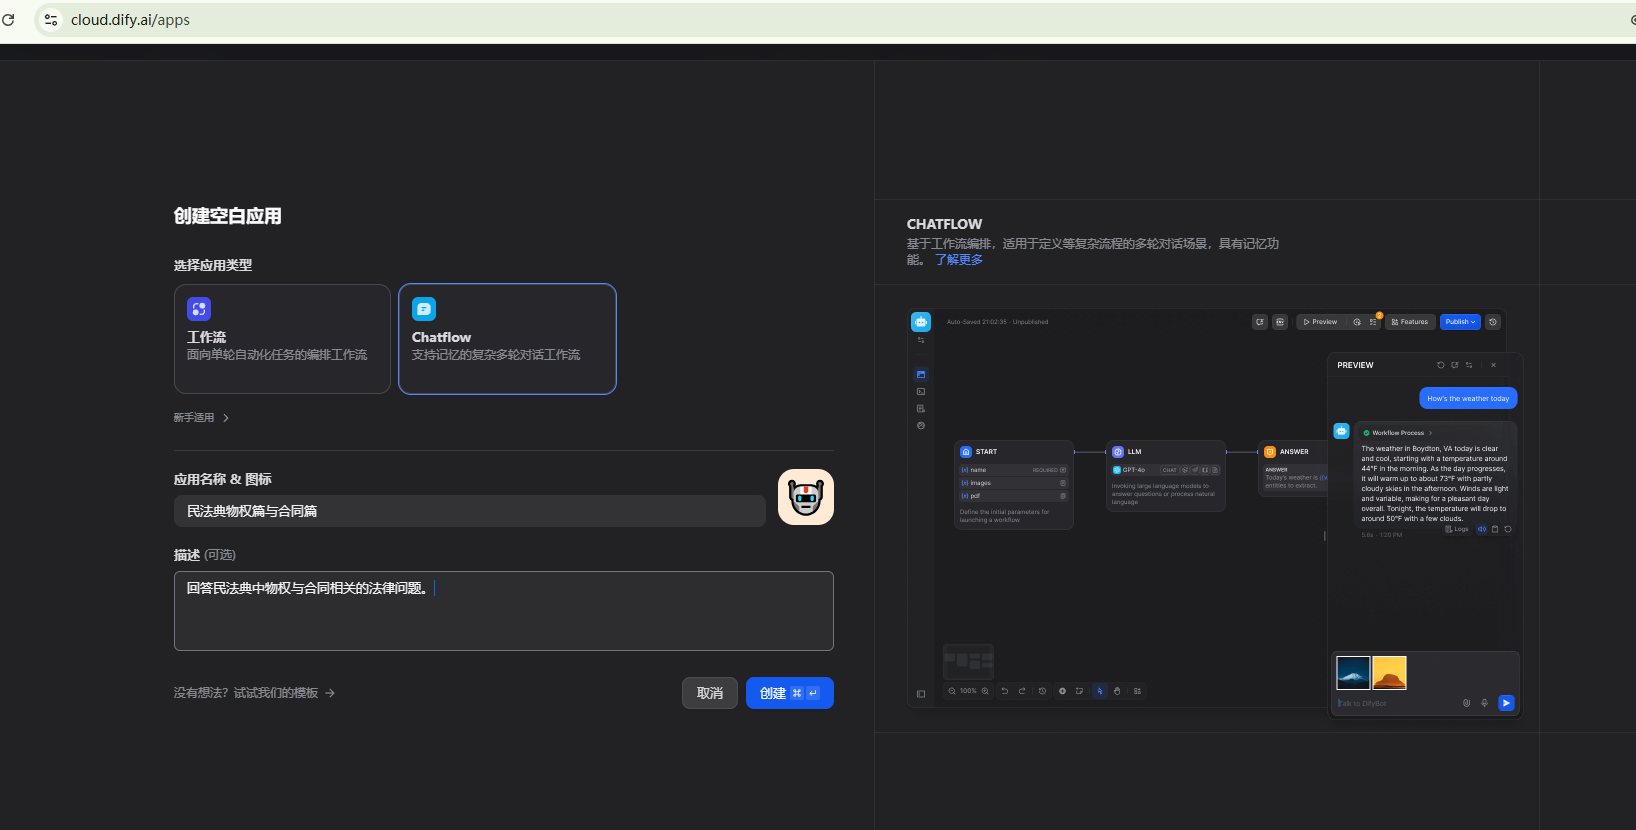 cloud.dify.ai/apps
创建空白应用
选择应用类型
工作流
面向单轮自动化任务的编排工作流
Chatflow
支持记忆的复杂多轮对话工作流
新手适用
应用名称 & 图标
民法典物权篇与合同篇
描述 (可选)
回答民法典中物权与合同相关的法律问题。
没有想法？试试我们的模板
取消
创建
CHATFLOW
基于工作流编排，适用于定义等复杂流程的多轮对话场景，具有记忆功
能。 了解更多
Auto-Saved 21:02:35 · Unpublished
Preview
2
Features
Publish
PREVIEW
How's the weather today
Workflow Process
The weather in Boydton, VA today is clear
and cool, starting with a temperature around
44°F in the morning. As the day progresses,
it will warm up to about 73°F with partly
cloudy skies in the afternoon. Winds are light
and variable, making for a pleasant day
overall. Tonight, the temperature will drop to
around 50°F with a few clouds.
Logs
5.6s · 1:20 PM
START
{x} name REQUIRED
{x} images
{x} pdf
Define the initial parameters for
launching a workflow
LLM
GPT-4o CHAT
Invoking large language models to
answer questions or process natural
language
ANSWER
ANSWER
Today's weather is
entities to extract.
100%
Talk to DifyBot